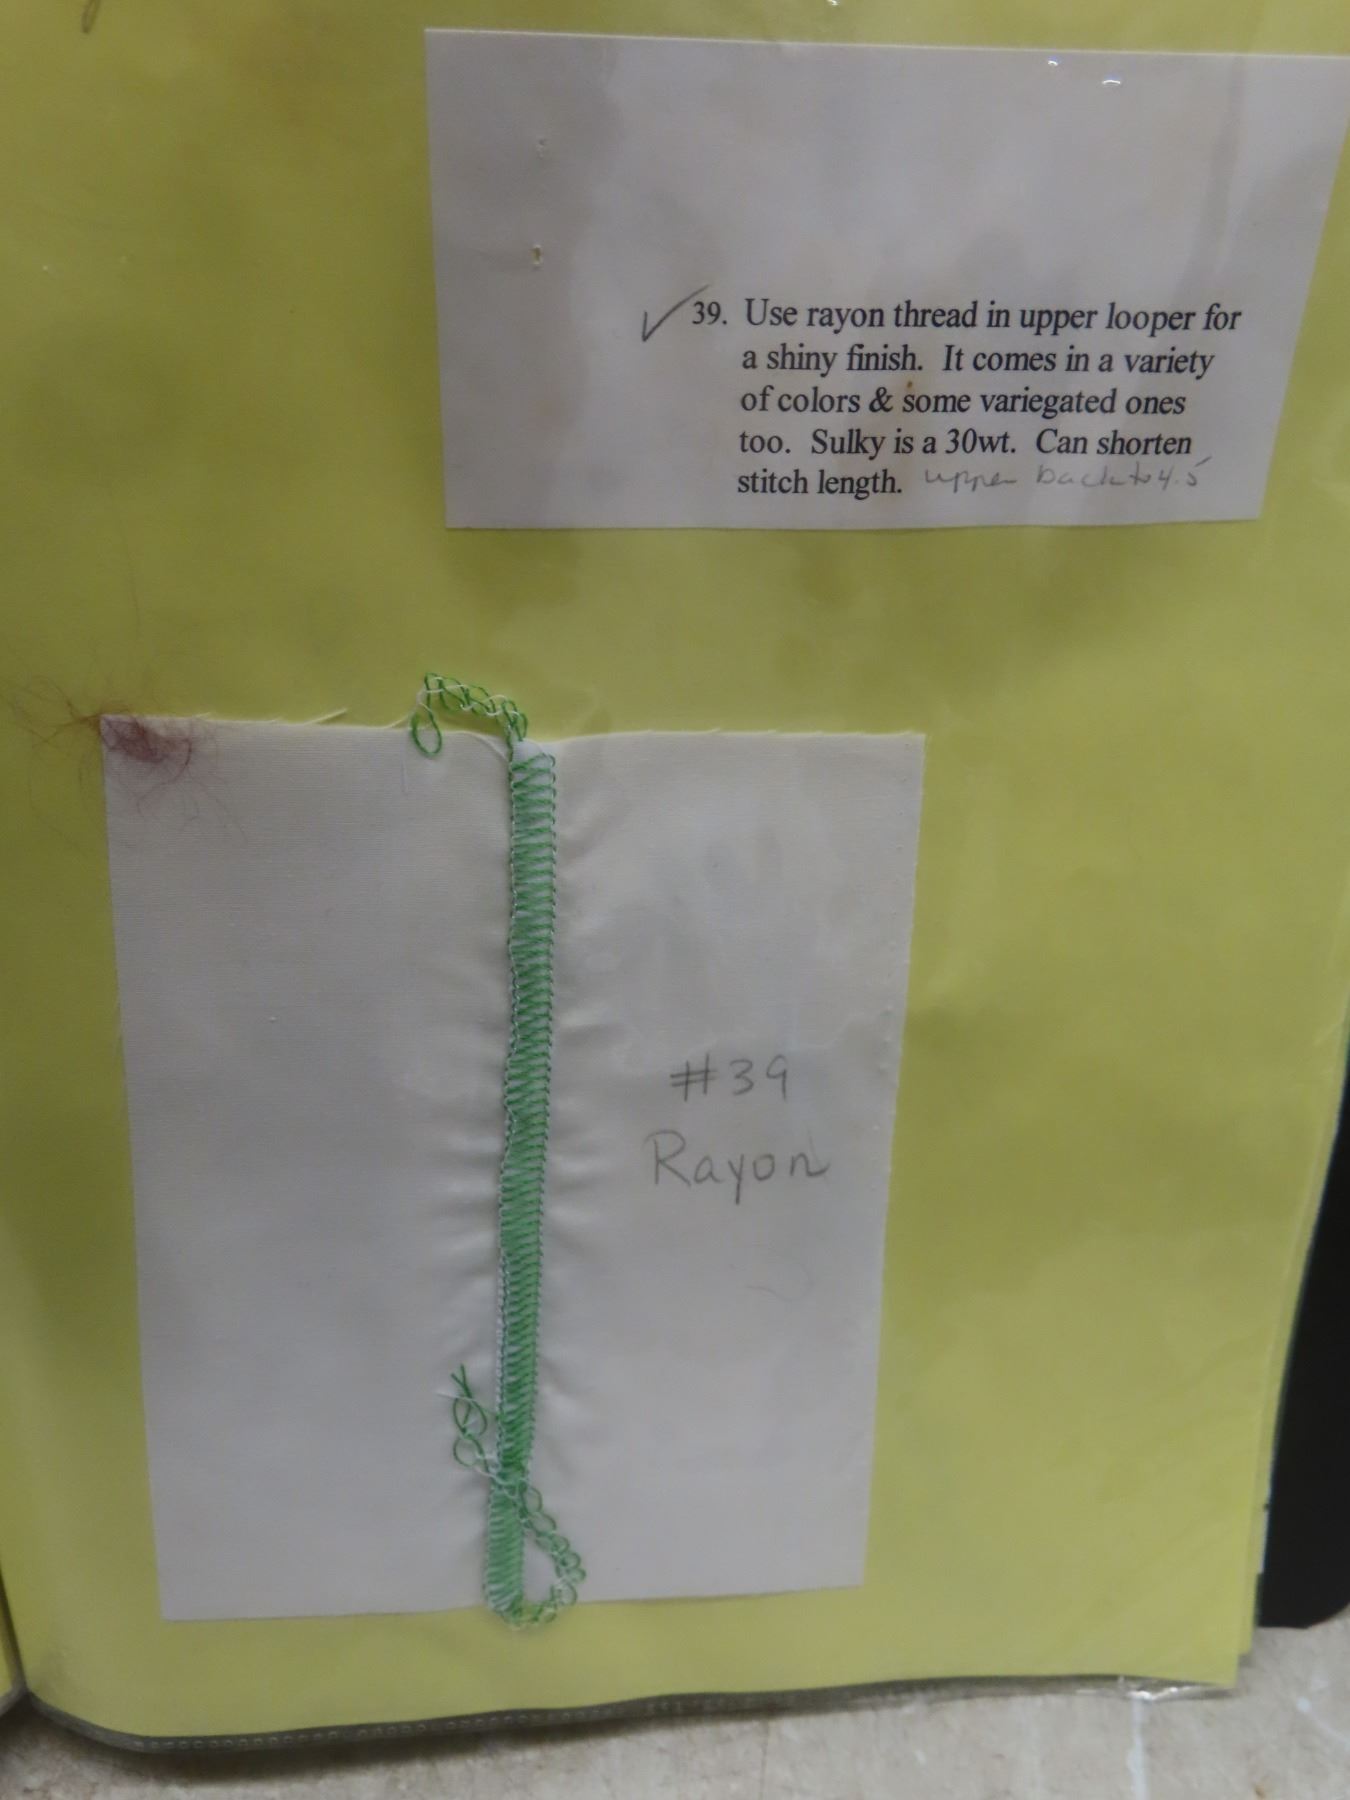 ✓ 39. Use rayon thread in upper looper for
a shiny finish. It comes in a variety
of colors & some variegated ones
too. Sulky is a 30wt. Can shorten
stitch length. upper back to 4.5
#39
Rayon